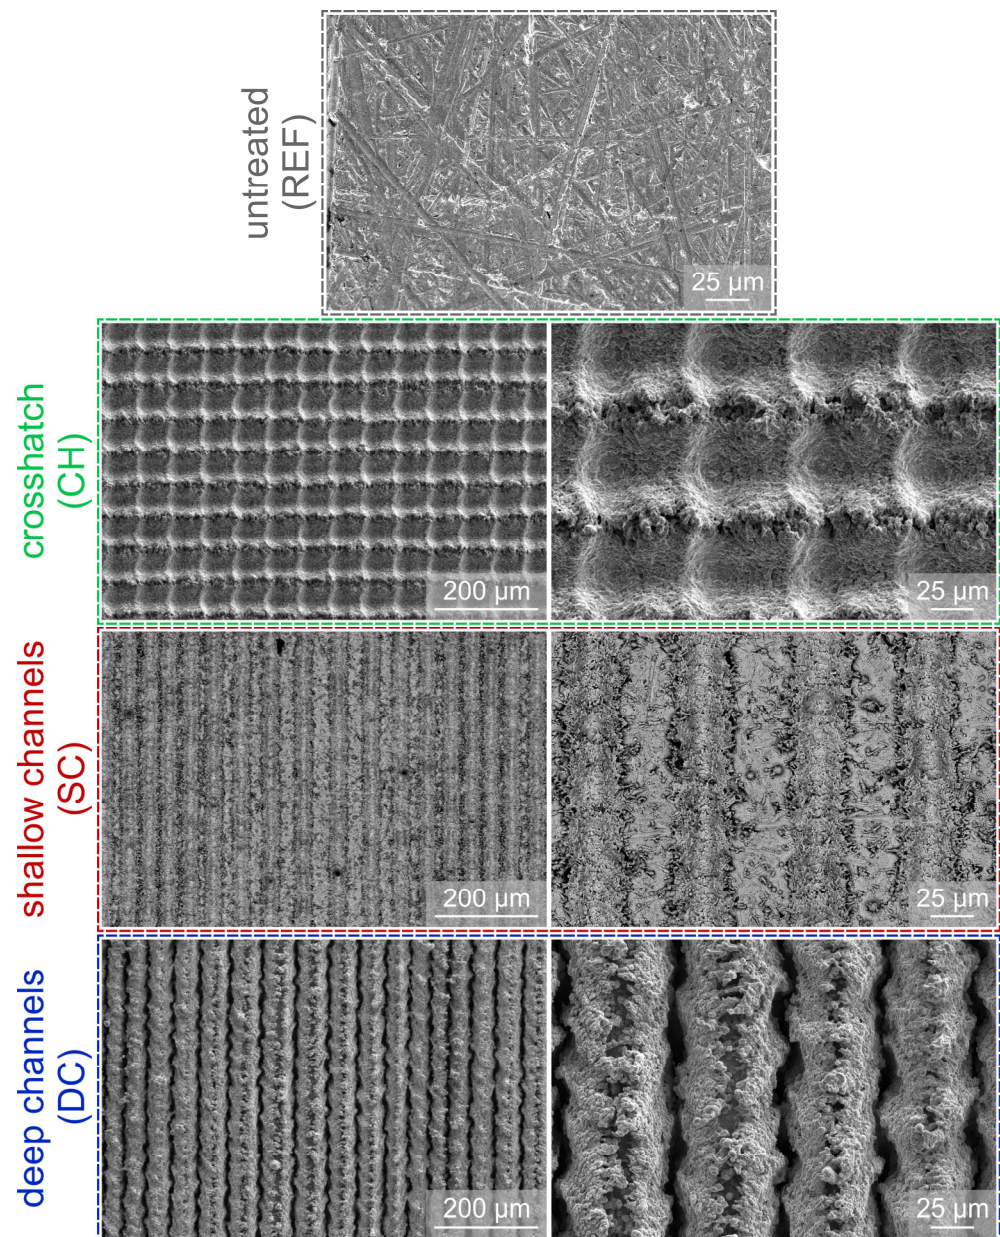 untreated
(REF)
25 µm
crosshatch
(CH)
200 µm
25 µm
shallow channels
(SC)
200 µm
25 µm
deep channels
(DC)
200 µm
25 µm